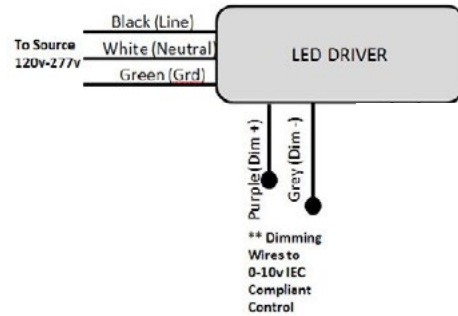 Black (Line)
To Source
120v-277v
White (Neutral)
Green (Grd)
LED DRIVER
Purple (Dim +)
Grey (Dim -)
** Dimming
Wires to
0-10v IEC
Compliant
Control